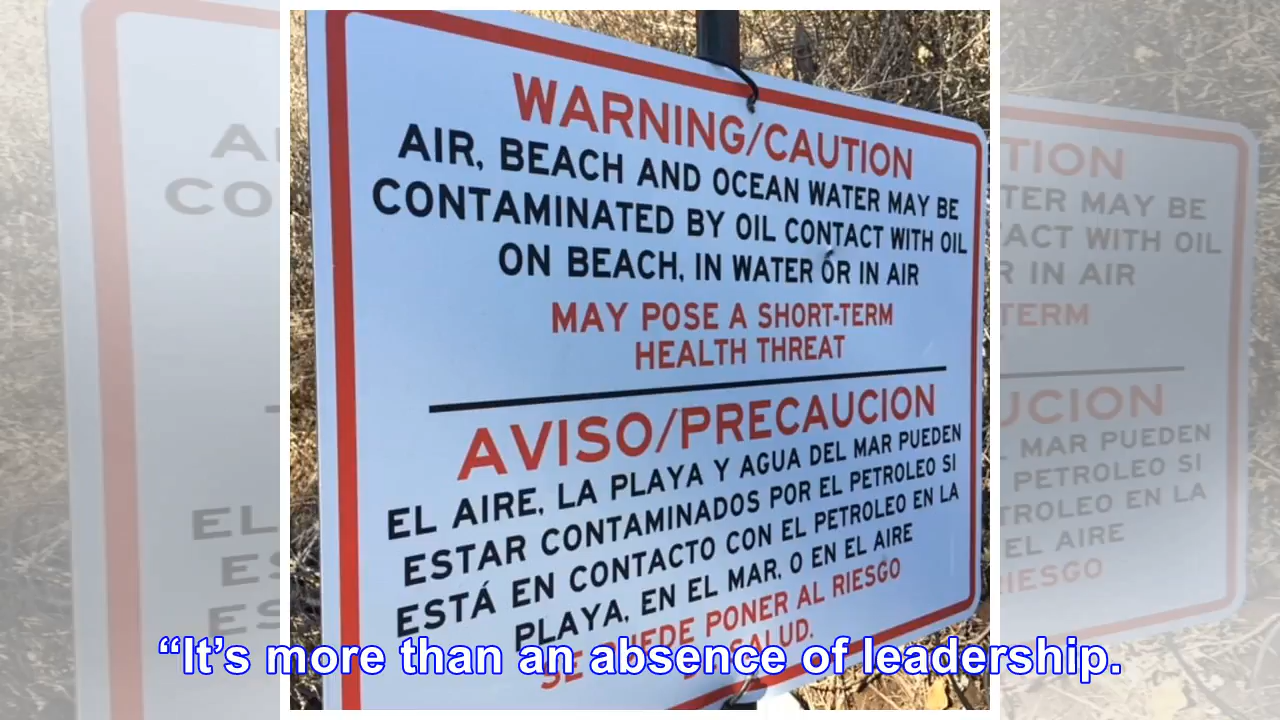 WARNING/CAUTION
AIR, BEACH AND OCEAN WATER MAY BE
CONTAMINATED BY OIL CONTACT WITH OIL
ON BEACH, IN WATER OR IN AIR
MAY POSE A SHORT-TERM
HEALTH THREAT
AVISO/PRECAUCION
EL AIRE, LA PLAYA Y AGUA DEL MAR PUEDEN
ESTAR CONTAMINADOS POR EL PETROLEO SI
ESTÁ EN CONTACTO CON EL PETROLEO EN LA
PLAYA, EN EL MAR, O EN EL AIRE
SE PUEDE PONER AL RIESGO
SALUD.
“It’s more than an absence of leadership.